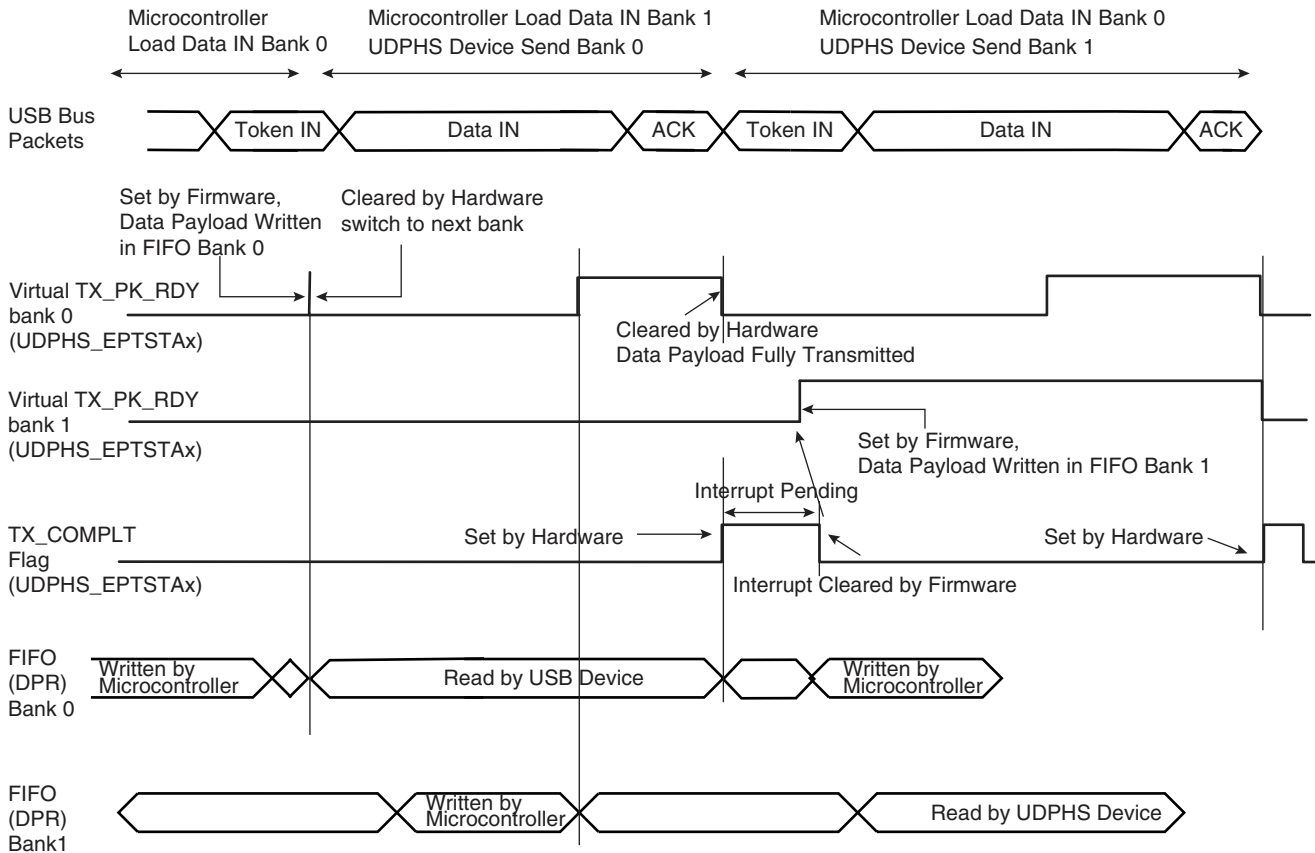 Microcontroller
Load Data IN Bank 0
Microcontroller Load Data IN Bank 1
UDPHS Device Send Bank 0
Microcontroller Load Data IN Bank 0
UDPHS Device Send Bank 1
USB Bus
Packets
Token IN
Data IN
ACK
Token IN
Data IN
ACK
Set by Firmware,
Data Payload Written
in FIFO Bank 0
Cleared by Hardware
switch to next bank
Virtual TX_PK_RDY
bank 0
(UDPHS_EPTSTAx)
Cleared by Hardware
Data Payload Fully Transmitted
Virtual TX_PK_RDY
bank 1
(UDPHS_EPTSTAx)
Set by Firmware,
Data Payload Written in FIFO Bank 1
Interrupt Pending
TX_COMPLT
Flag
(UDPHS_EPTSTAx)
Set by Hardware
Set by Hardware
Interrupt Cleared by Firmware
FIFO
(DPR)
Bank 0
Written by
Microcontroller
Read by USB Device
Written by
Microcontroller
FIFO
(DPR)
Bank1
Written by
Microcontroller
Read by UDPHS Device